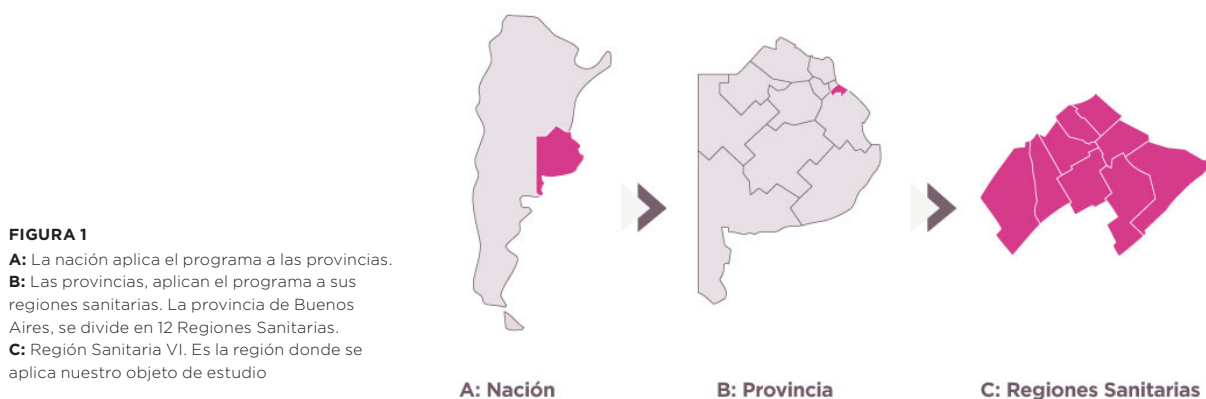 FIGURA 1
A: La nación aplica el programa a las provincias.
B: Las provincias, aplican el programa a sus
regiones sanitarias. La provincia de Buenos
Aires, se divide en 12 Regiones Sanitarias.
C: Región Sanitaria VI. Es la región donde se
aplica nuestro objeto de estudio
A: Nación
B: Provincia
C: Regiones Sanitarias